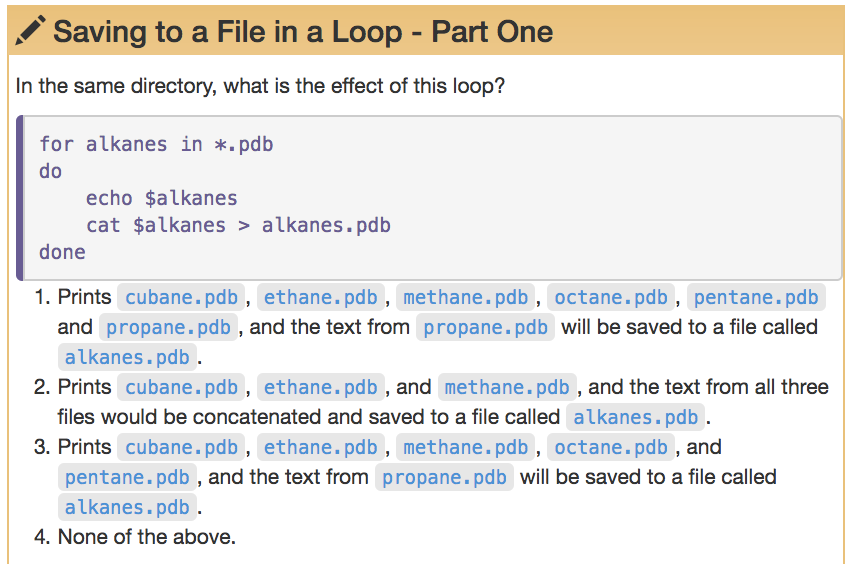 Saving to a File in a Loop - Part One
In the same directory, what is the effect of this loop?
for alkanes in *.pdb
do
    echo $alkanes
    cat $alkanes > alkanes.pdb
done
1. Prints cubane.pdb , ethane.pdb , methane.pdb , octane.pdb , pentane.pdb
and propane.pdb , and the text from propane.pdb will be saved to a file called
alkanes.pdb .
2. Prints cubane.pdb , ethane.pdb , and methane.pdb , and the text from all three
files would be concatenated and saved to a file called alkanes.pdb .
3. Prints cubane.pdb , ethane.pdb , methane.pdb , octane.pdb , and
pentane.pdb , and the text from propane.pdb will be saved to a file called
alkanes.pdb .
4. None of the above.